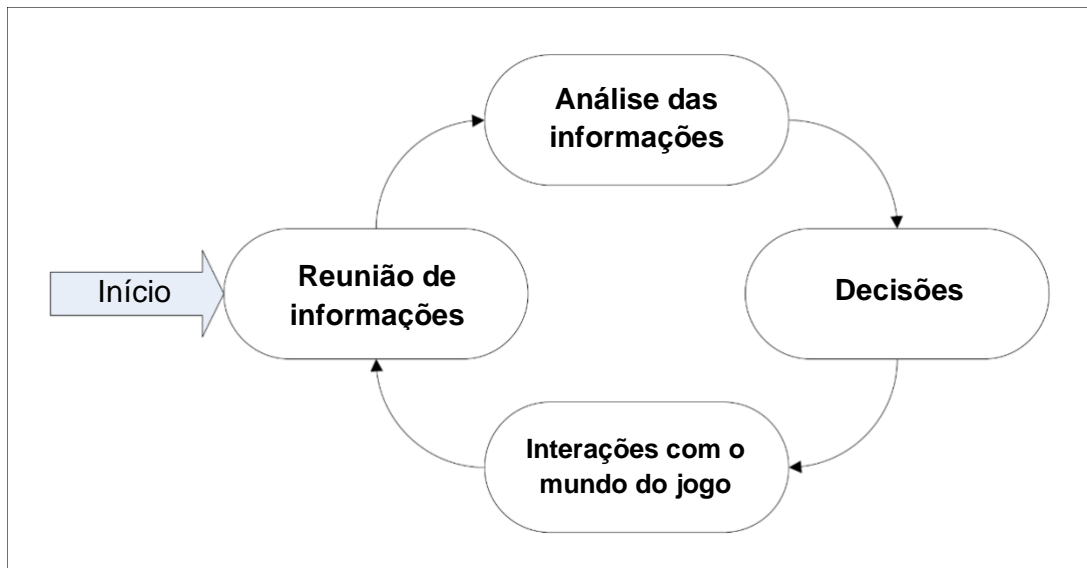 Análise das
informações
Início
Reunião de
informações
Decisões
Interações com o
mundo do jogo